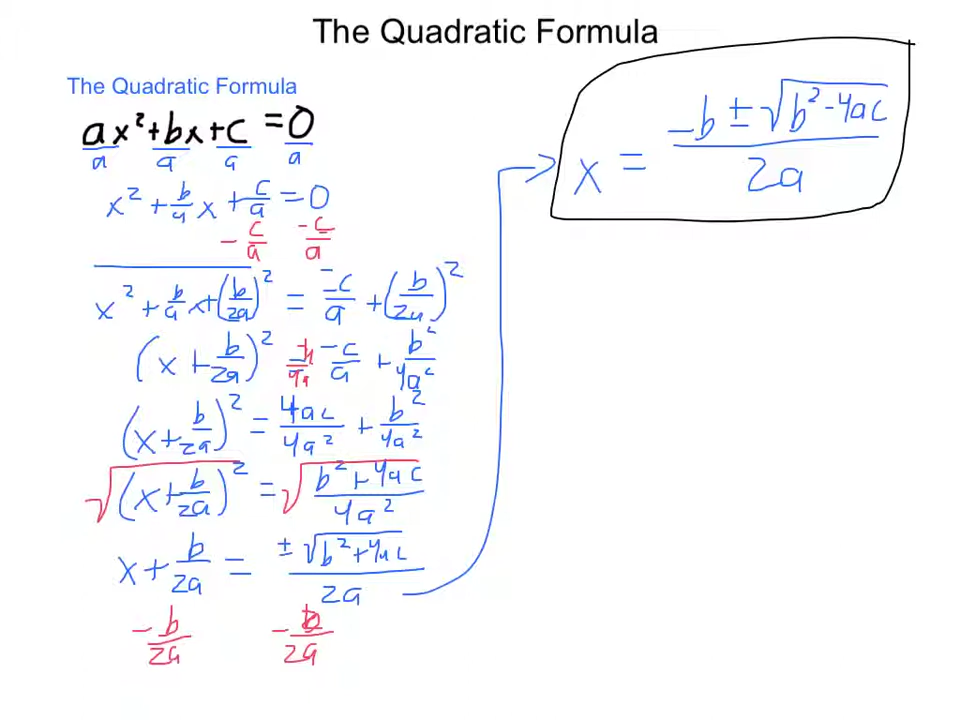 The Quadratic Formula
The Quadratic Formula
ax²+bx+c =0
a a a a
x² + b/a x + c/a = 0
- c/a -c/a
x² + b/a x + (b/2a)² = -c/a + (b/2a)²
(x + b/2a)² = -c/a + b²/4a²
(x + b/2a)² = 4ac/4a² + b²/4a²
√(x + b/2a)² = √b² + 4ac/4a²
x + b/2a = ± √b² + 4ac/2a
- b/2a - b/2a
x = -b ± √b² - 4ac/2a